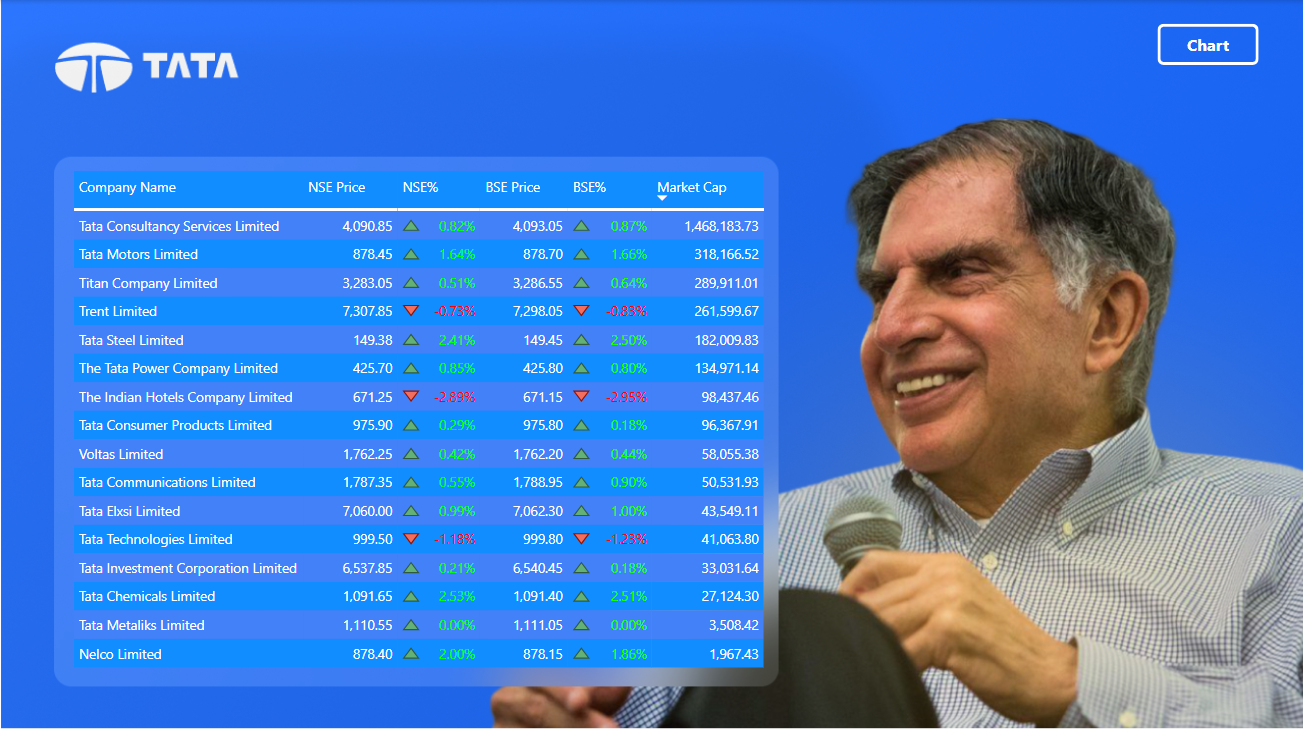 TATA
Chart
Company Name NSE Price NSE% BSE Price BSE% Market Cap
Tata Consultancy Services Limited 4,090.85 0.82% 4,093.05 0.87% 1,468,183.73
Tata Motors Limited 878.45 1.64% 878.70 1.66% 318,166.52
Titan Company Limited 3,283.05 0.51% 3,286.55 0.64% 289,911.01
Trent Limited 7,307.85 -0.73% 7,298.05 -0.83% 261,599.67
Tata Steel Limited 149.38 2.41% 149.45 2.50% 182,009.83
The Tata Power Company Limited 425.70 0.85% 425.80 0.80% 134,971.14
The Indian Hotels Company Limited 671.25 -2.89% 671.15 -2.95% 98,437.46
Tata Consumer Products Limited 975.90 0.29% 975.80 0.18% 96,367.91
Voltas Limited 1,762.25 0.42% 1,762.20 0.44% 58,055.38
Tata Communications Limited 1,787.35 0.55% 1,788.95 0.90% 50,531.93
Tata Elxsi Limited 7,060.00 0.99% 7,062.30 1.00% 43,549.11
Tata Technologies Limited 999.50 -1.18% 999.80 -1.23% 41,063.80
Tata Investment Corporation Limited 6,537.85 0.21% 6,540.45 0.18% 33,031.64
Tata Chemicals Limited 1,091.65 2.53% 1,091.40 2.51% 27,124.30
Tata Metaliks Limited 1,110.55 0.00% 1,111.05 0.00% 3,508.42
Nelco Limited 878.40 2.00% 878.15 1.86% 1,967.43